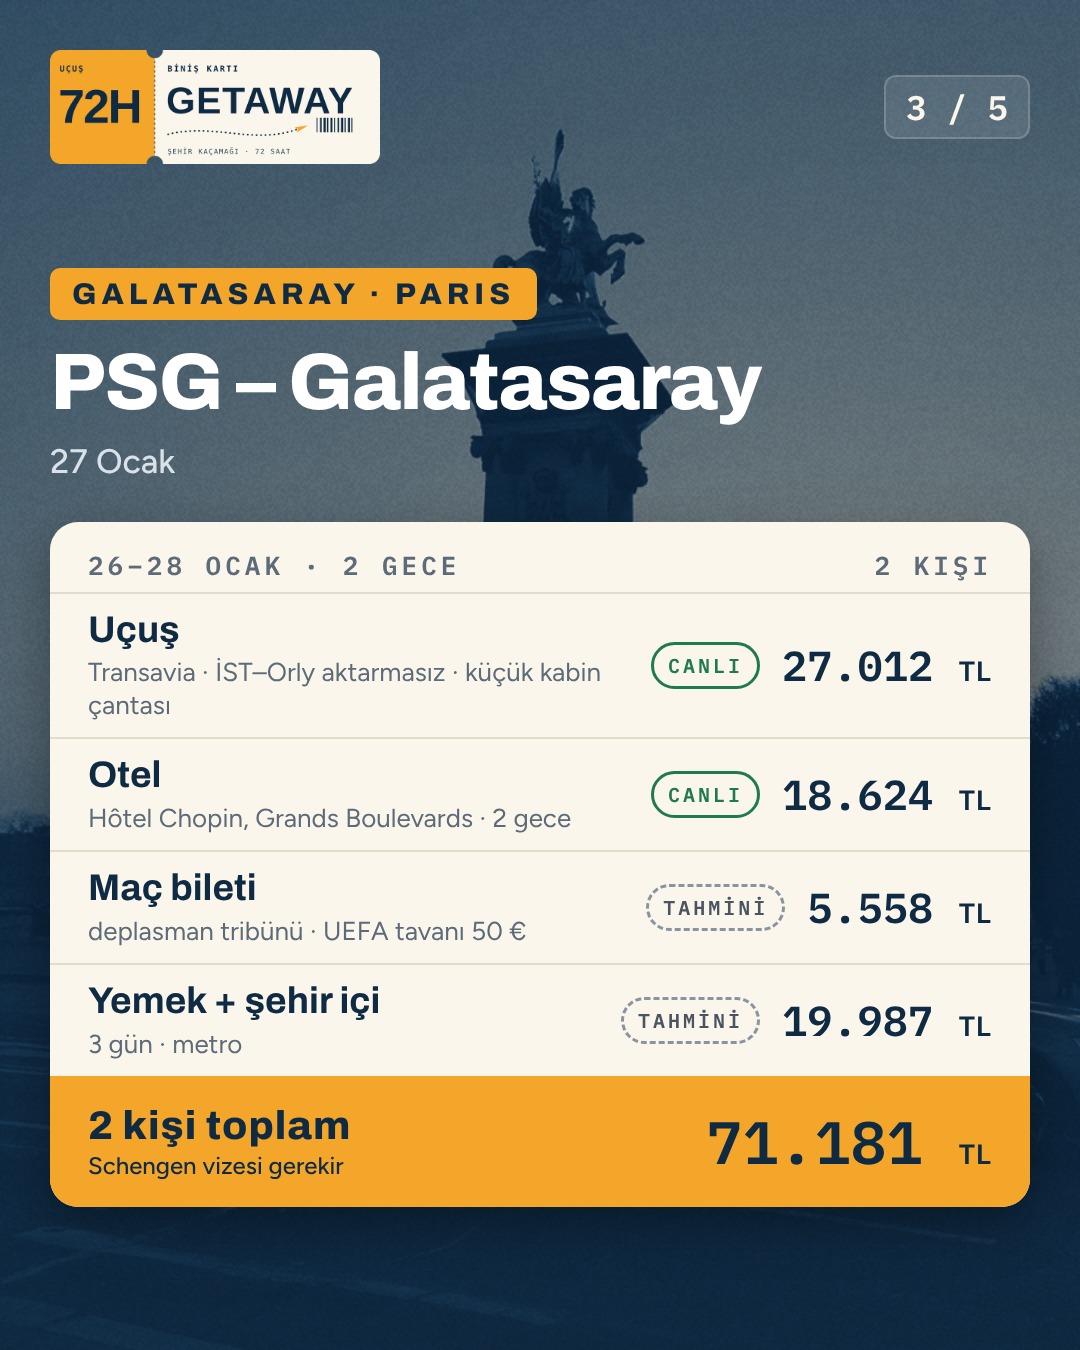 UÇUŞ
72H
BİNİŞ KARTI
GETAWAY
ŞEHİR KAÇAMAĞI · 72 SAAT
3 / 5
GALATASARAY · PARIS
PSG – Galatasaray
27 Ocak
26–28 OCAK · 2 GECE
2 KIŞI
Uçuş
Transavia · İST–Orly aktarmasız · küçük kabin
çantası
CANLI
27.012 TL
Otel
Hôtel Chopin, Grands Boulevards · 2 gece
CANLI
18.624 TL
Maç bileti
deplasman tribünü · UEFA tavanı 50 €
TAHMİNİ
5.558 TL
Yemek + şehir içi
3 gün · metro
TAHMİNİ
19.987 TL
2 kişi toplam
Schengen vizesi gerekir
71.181 TL